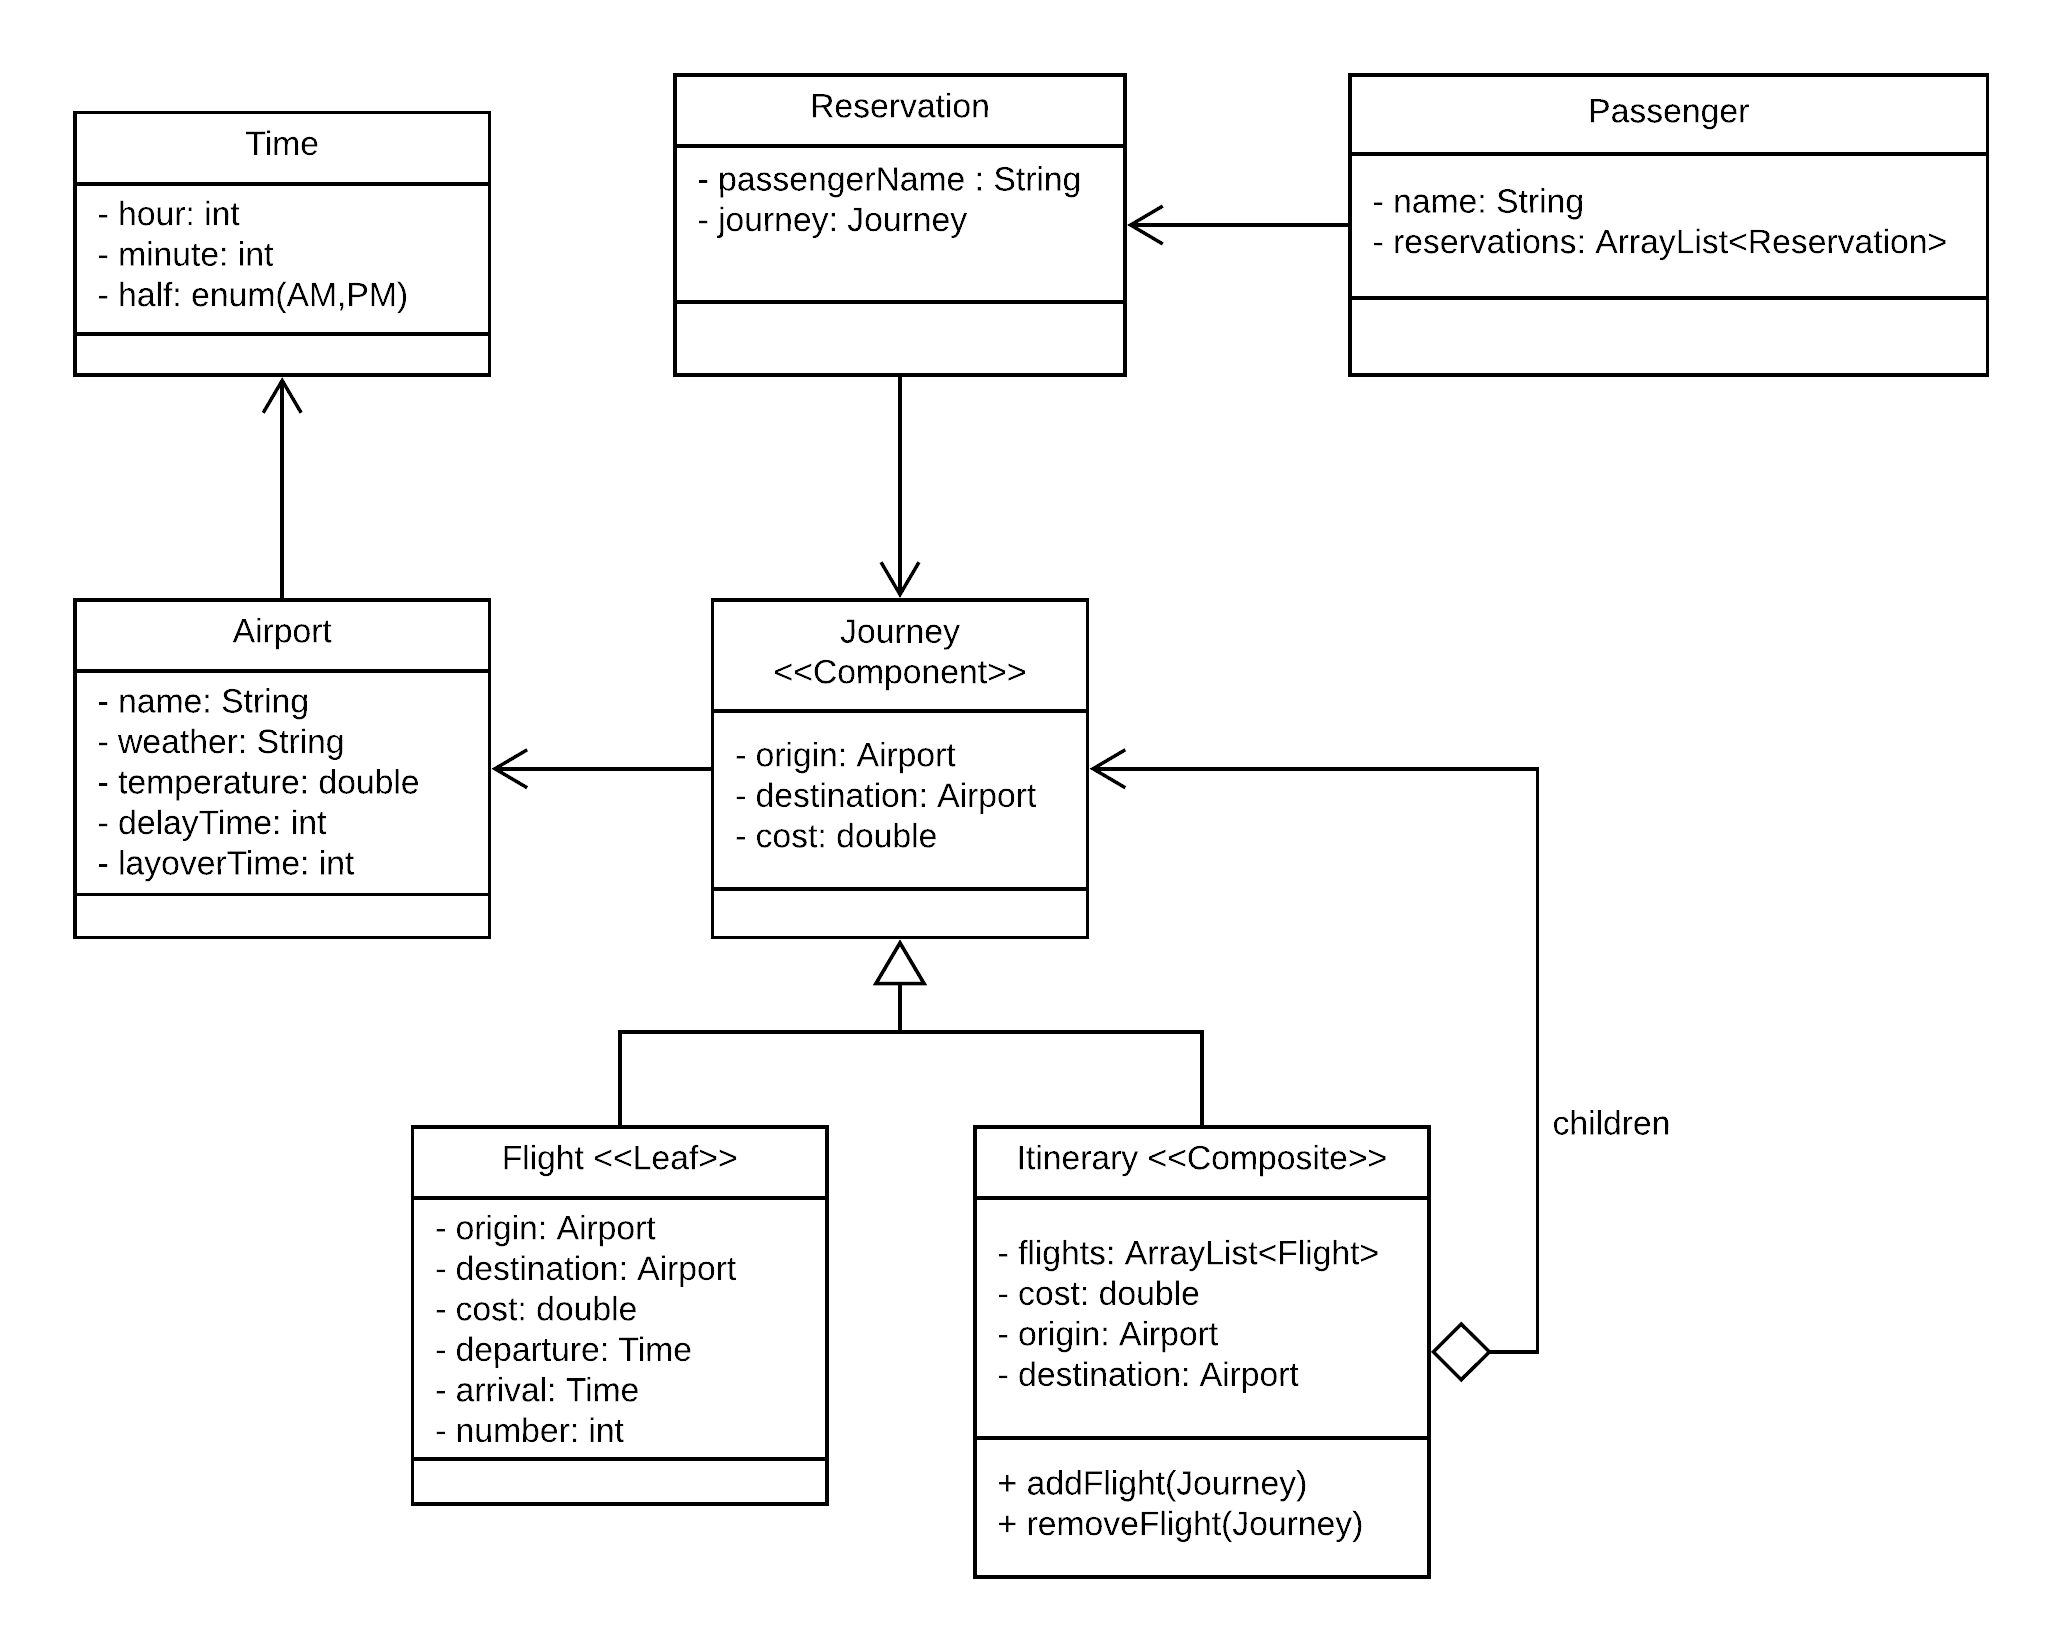 Time
- hour: int
- minute: int
- half: enum(AM,PM)
Reservation
- passengerName : String
- journey: Journey
Passenger
- name: String
- reservations: ArrayList<Reservation>
Airport
- name: String
- weather: String
- temperature: double
- delayTime: int
- layoverTime: int
Journey
<<Component>>
- origin: Airport
- destination: Airport
- cost: double
children
Flight <<Leaf>>
- origin: Airport
- destination: Airport
- cost: double
- departure: Time
- arrival: Time
- number: int
Itinerary <<Composite>>
- flights: ArrayList<Flight>
- cost: double
- origin: Airport
- destination: Airport
+ addFlight(Journey)
+ removeFlight(Journey)